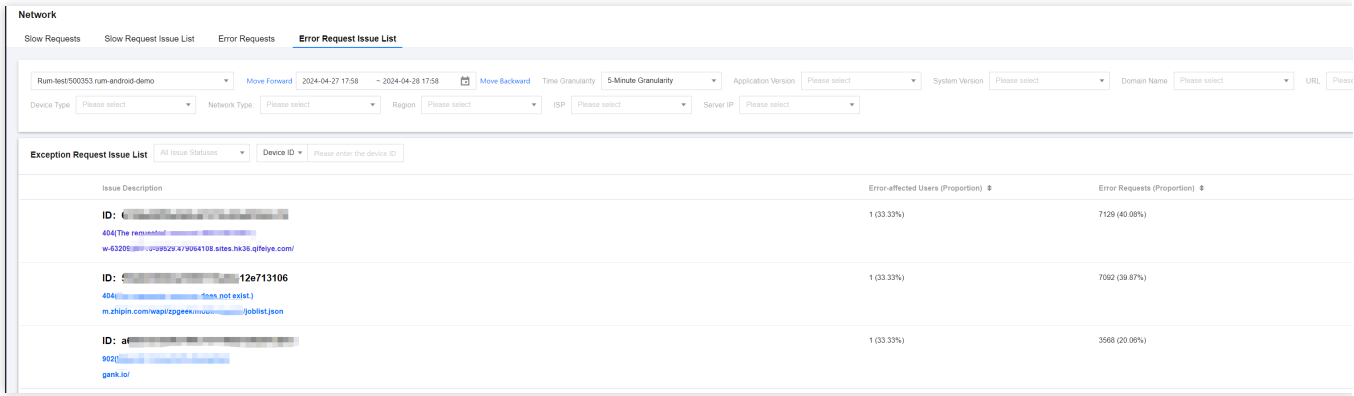 Network
Slow Requests Slow Request Issue List Error Requests Error Request Issue List
Rum-test/500353.rum-android-demo Move Forward 2024-04-27 17:58 ~ 2024-04-28 17:58 Move Backward Time Granularity 5-Minute Granularity Application Version Please select System Version Please select Domain Name Please select URL Please
Device Type Please select Network Type: Please select Region Please select ISP Please select Server IP Please select
Exception Request Issue List All Issue Statuses Device ID Please enter the device ID
Issue Description Error-affected Users (Proportion) Error Requests (Proportion)
ID: 1 (33.33%) 7129 (40.08%)
404(The requested
qifeiye.com/
ID: 12e713106 1 (33.33%) 7092 (39.87%)
404( does not exist.)
m.zhipin.com/wapi/zpgeek/ /joblist.json
ID: 1 (33.33%) 3568 (20.06%)
902(
gank.io/